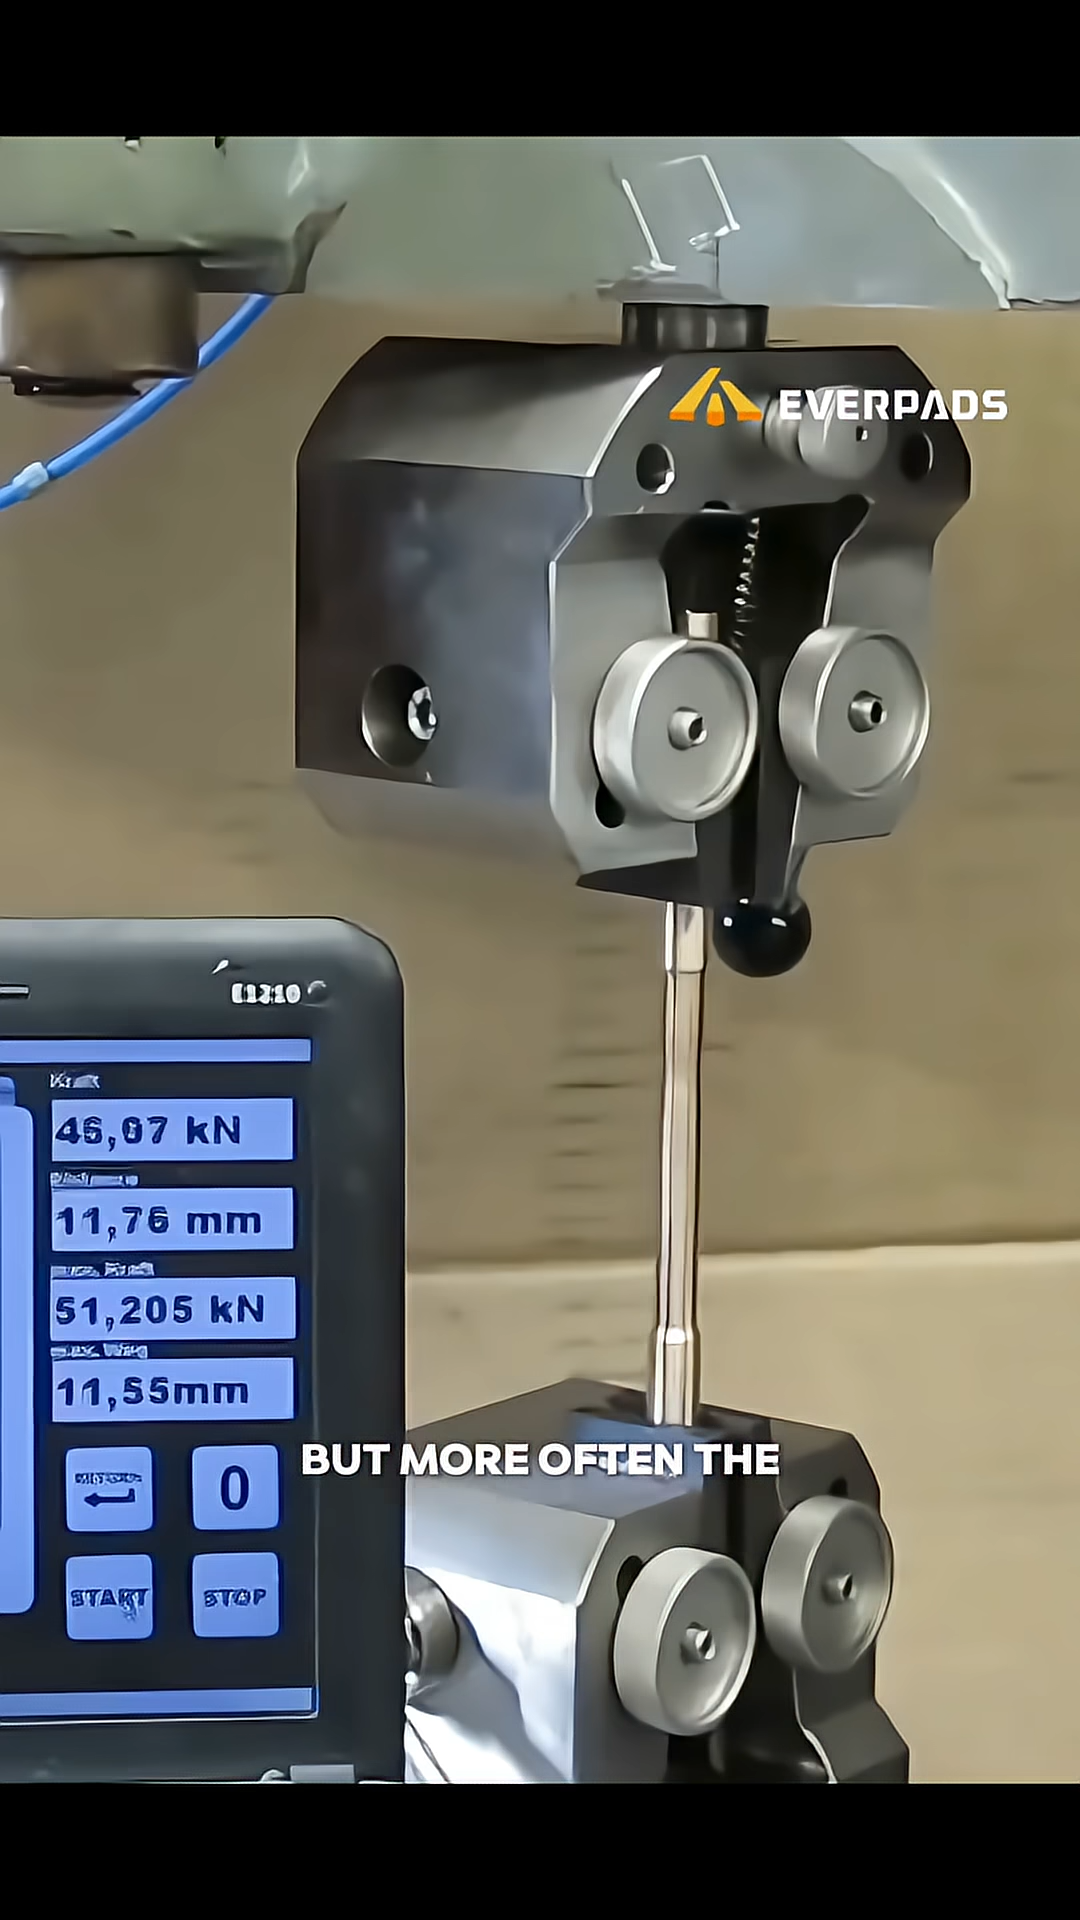 EVERPADS
46,07 kN
11,76 mm
51,205 kN
11,55mm
0
START
STOP
BUT MORE OFTEN THE